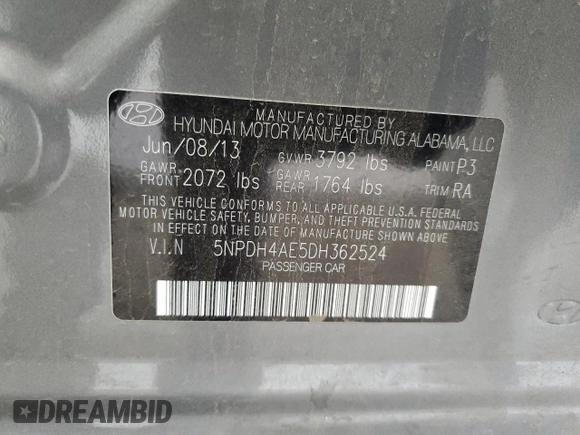 MANUFACTURED BY
HYUNDAI MOTOR MANUFACTURING ALABAMA, LLC
Jun/08/13 GVWR 3792 lbs PAINT P3
GAWR FRONT 2072 lbs GAWR REAR 1764 lbs TRIM RA
THIS VEHICLE CONFORMS TO ALL APPLICABLE U.S.A. FEDERAL
MOTOR VEHICLE SAFETY, BUMPER, AND THEFT PREVENTION STANDARDS
IN EFFECT ON THE DATE OF MANUFACTURE SHOWN ABOVE.
V.I.N 5NPDH4AE5DH362524
PASSENGER CAR
DREAMBID